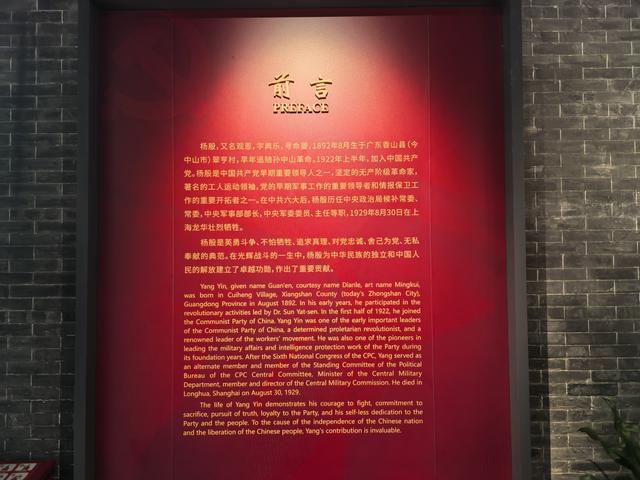 前言
PREFACE
杨殷，又名观恩，字典乐，号命夔，1892年8月生于广东香山县（今
中山市）翠亨村，早年追随孙中山革命，1922年上半年，加入中国共产
党。杨殷是中国共产党早期重要领导人之一，坚定的无产阶级革命家，
著名的工人运动领袖，党的早期军事工作的重要领导者和情报保卫工
作的重要开拓者之一。在中共六大后，杨殷历任中央政治局候补常委、
常委，中央军事部部长，中央军委委员、主任等职，1929年8月30日在上
海龙华壮烈牺牲。
杨殷是英勇斗争、不怕牺牲、追求真理、对党忠诚、舍己为党、无私
奉献的典范。在光辉战斗的一生中，杨殷为中华民族的独立和中国人
民的解放建立了卓越功勋，作出了重要贡献。
Yang Yin, given name Guan'en, courtesy name Dianle, art name Mingkui,
was born in Cuiheng Village, Xiangshan County (today's Zhongshan City),
Guangdong Province in August 1892. In his early years, he participated in the
revolutionary activities led by Dr. Sun Yat-sen. In the first half of 1922, he joined
the Communist Party of China. Yang Yin was one of the early important leaders
of the Communist Party of China, a determined proletarian revolutionist, and a
renowned leader of the workers' movement. He was also one of the pioneers in
leading the military affairs and intelligence protection work of the Party during
its foundation years. After the Sixth National Congress of the CPC, Yang served as
an alternate member and member of the Standing Committee of the Political
Bureau of the CPC Central Committee, Minister of the Central Military
Department, member and director of the Central Military Commission. He died in
Longhua, Shanghai on August 30, 1929.
The life of Yang Yin demonstrates his courage to fight, commitment to
sacrifice, pursuit of truth, loyalty to the Party, and his self-less dedication to the
Party and the people. To the cause of the independence of the Chinese nation
and the liberation of the Chinese people, Yang's contribution is invaluable.